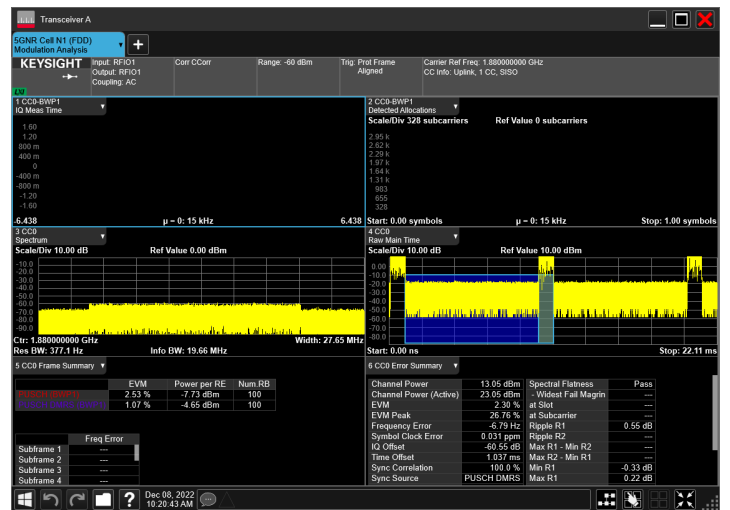 Transceiver A
5GNR Cell N1 (FDD)
Modulation Analysis
KEYSIGHT
Input: RFIO1
Output: RFIO1
Coupling: AC
Corr CCorr
Range: -60 dBm
Trig: Prot Frame
Aligned
Carrier Ref Freq: 1.880000000 GHz
CC Info: Uplink, 1 CC, SISO
1 CC0-BWP1
IQ Meas Time
1.60
1.20
800 m
400 m
0
-400 m
-800 m
-1.20
-1.60
-6.438 μ = 0: 15 kHz 6.438
2 CC0-BWP1
Detected Allocations
Scale/Div 328 subcarriers Ref Value 0 subcarriers
2.95 k
2.62 k
2.29 k
1.97 k
1.64 k
1.31 k
983
655
328
Start: 0.00 symbols μ = 0: 15 kHz Stop: 1.00 symbols
3 CC0
Spectrum
Scale/Div 10.00 dB Ref Value 0.00 dBm
-10.0
-20.0
-30.0
-40.0
-50.0
-60.0
-70.0
-80.0
-90.0
Ctr: 1.880000000 GHz Width: 27.65 MHz
Res BW: 377.1 Hz Info BW: 19.66 MHz
4 CC0
Raw Main Time
Scale/Div 10.00 dB Ref Value 10.00 dBm
0.00
-10.0
-20.0
-30.0
-40.0
-50.0
-60.0
-70.0
-80.0
Start: 0.00 ns Stop: 22.11 ms
5 CC0 Frame Summary
EVM Power per RE Num.RB
PUSCH (BWP1) 2.53 % -7.73 dBm 100
1.07 % -4.65 dBm 100
Freq Error
Subframe 1 ---
Subframe 2 ---
Subframe 3 ---
Subframe 4 ---
6 CC0 Error Summary
Channel Power 13.05 dBm Spectral Flatness Pass
Channel Power (Active) 23.05 dBm - Widest Fail Magrin ---
EVM 2.30 % at Slot ---
EVM Peak 26.76 % at Subcarrier ---
Frequency Error -6.79 Hz Ripple R1 0.55 dB
Symbol Clock Error 0.031 ppm Ripple R2 ---
IQ Offset -60.55 dB Max R1 - Min R2 ---
Time Offset 1.037 ms Max R2 - Min R1 ---
Sync Correlation 100.0 % Min R1 -0.33 dB
Sync Source PUSCH DMRS Max R1 0.22 dB
Dec 08, 2022
10:20:43 AM